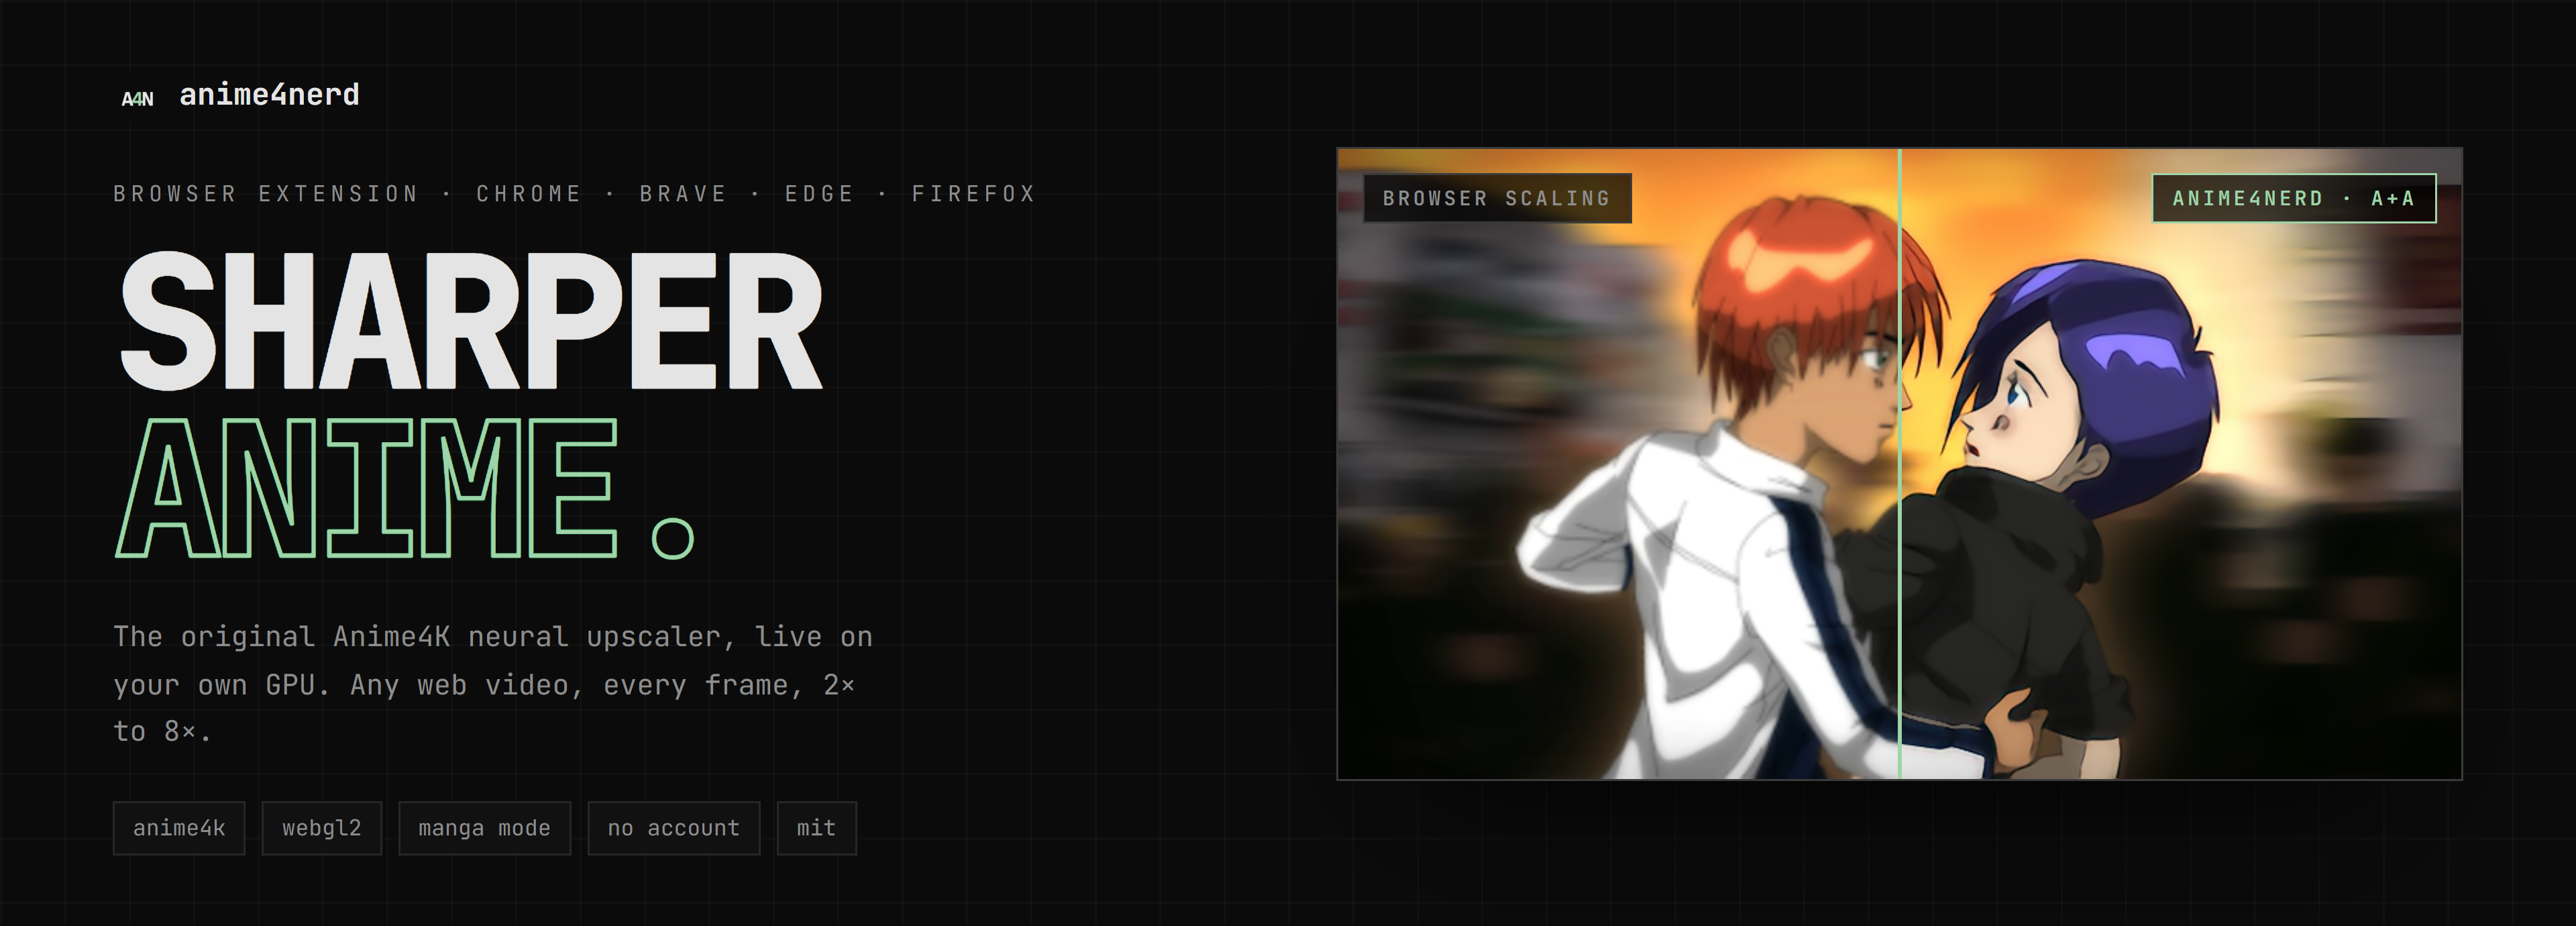 A4N anime4nerd
BROWSER EXTENSION · CHROME · BRAVE · EDGE · FIREFOX
SHARPER
ANIME.
The original Anime4K neural upscaler, live on
your own GPU. Any web video, every frame, 2×
to 8×.
anime4k webgl2 manga mode no account mit
BROWSER SCALING
ANIME4NERD · A+A